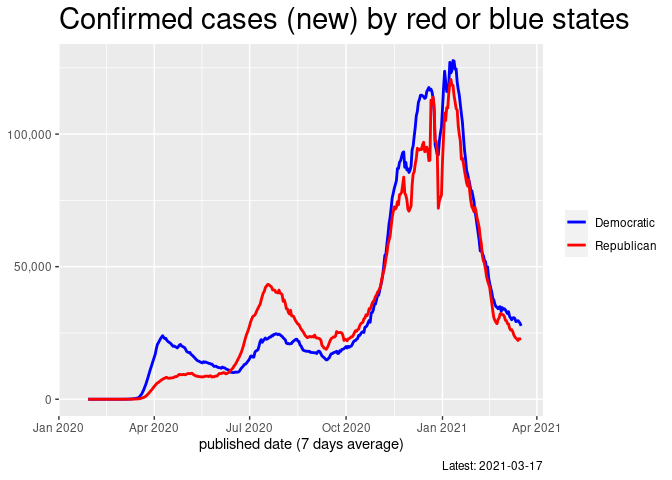 Confirmed cases (new) by red or blue states
100,000
50,000
0
Jan 2020 Apr 2020 Jul 2020 Oct 2020 Jan 2021 Apr 2021
published date (7 days average)
Democratic
Republican
Latest: 2021-03-17